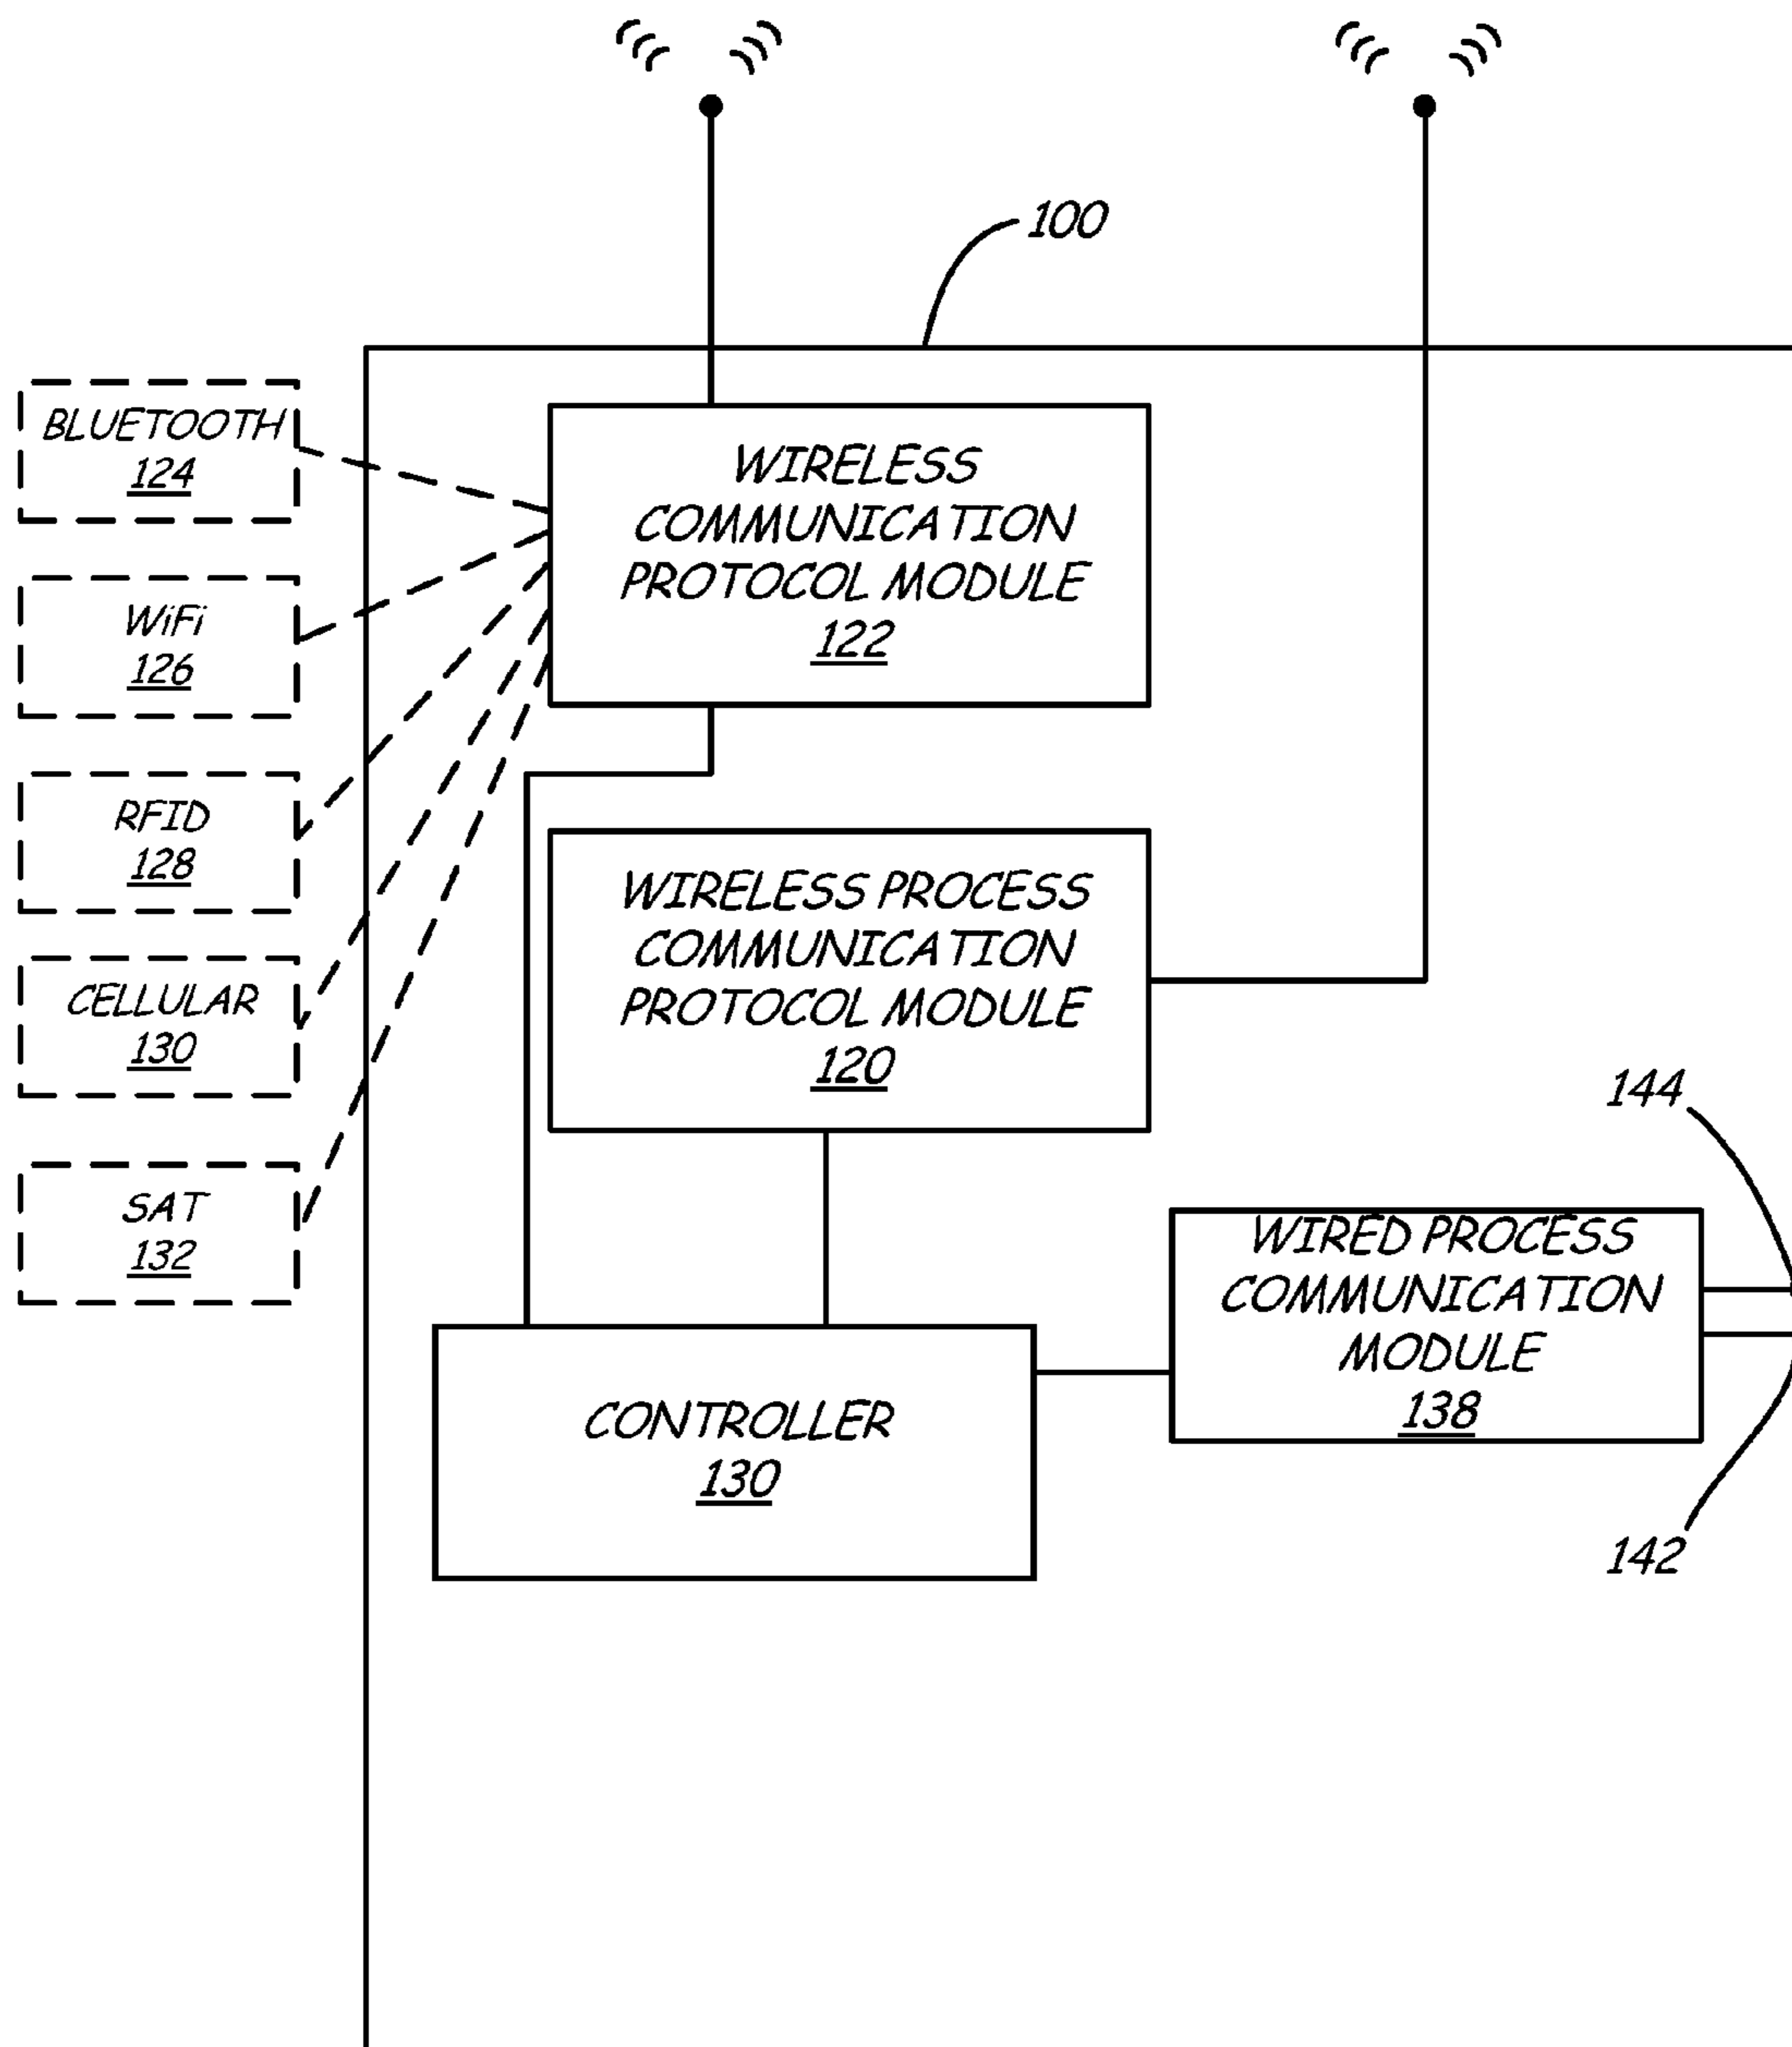 100
BLUETOOTH
124
WiFi
126
RFID
128
CELLULAR
130
SAT
132
WIRELESS
COMMUNICATION
PROTOCOL MODULE
122
WIRELESS PROCESS
COMMUNICATION
PROTOCOL MODULE
120
CONTROLLER
130
144
WIRED PROCESS
COMMUNICATION
MODULE
138
142